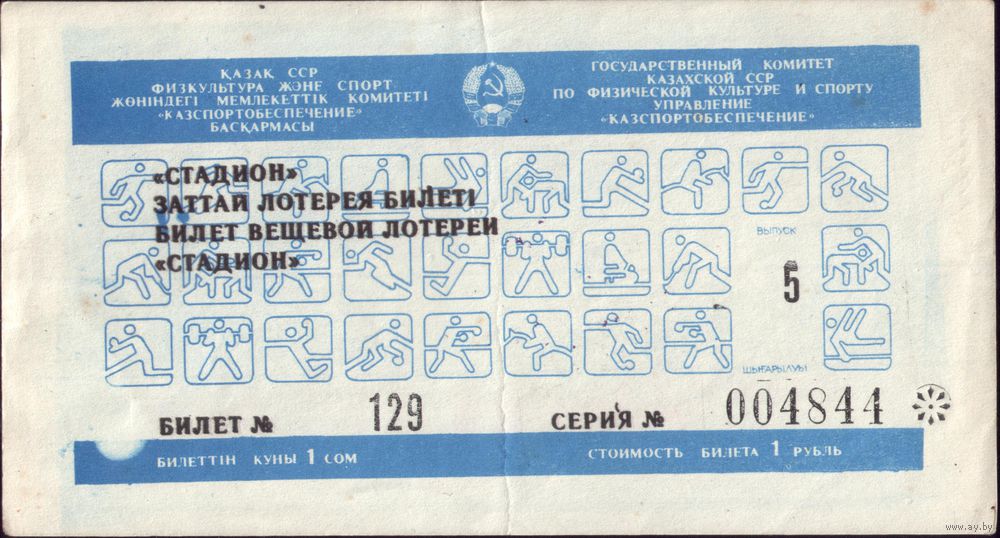 ҚАЗАҚ ССР
ФИЗКУЛЬТУРА ЖӘНЕ СПОРТ
ЖӨНІНДЕГІ МЕМЛЕКЕТТІК КОМИТЕТІ
«КАЗСПОРТОБЕСПЕЧЕНИЕ»
БАСҚАРМАСЫ
ГОСУДАРСТВЕННЫЙ КОМИТЕТ
КАЗАХСКОЙ ССР
ПО ФИЗИЧЕСКОЙ КУЛЬТУРЕ И СПОРТУ
УПРАВЛЕНИЕ
«КАЗСПОРТОБЕСПЕЧЕНИЕ»
«СТАДИОН»
ЗАТТАЙ ЛОТЕРЕЯ БИЛЕТІ
БИЛЕТ ВЕЩЕВОЙ ЛОТЕРЕИ
«СТАДИОН»
ВЫПУСК
5
ШЫҒАРЫЛУЫ
БИЛЕТ № 129
СЕРИЯ № 004844
БИЛЕТТІН КУНЫ 1 СОМ
СТОИМОСТЬ БИЛЕТА 1 РУБЛЬ
www.ay.by